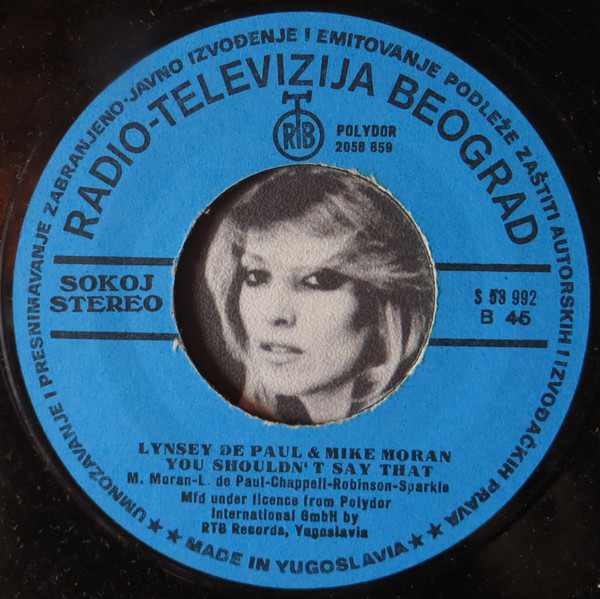 UMNOŽAVANJE I PRESNIMAVANJE ZABRANJENO·JAVNO IZVOĐENJE I EMITOVANJE PODLEŽE ZAŠTITI AUTORSKIH I IZVOĐAČKIH PRAVA
RADIO-TELEVIZIJA BEOGRAD
RTB
POLYDOR
2058 859
SOKOJ
STEREO
S 53 992
B 45
LYNSEY DE PAUL & MIKE MORAN
YOU SHOULDN'T SAY THAT
M. Moran-L. de Paul-Chappell-Robinson-Sparkle
Mfd under licence from Polydor
International GmbH by
RTB Records, Yugoslavia
★★ MADE IN YUGOSLAVIA ★★